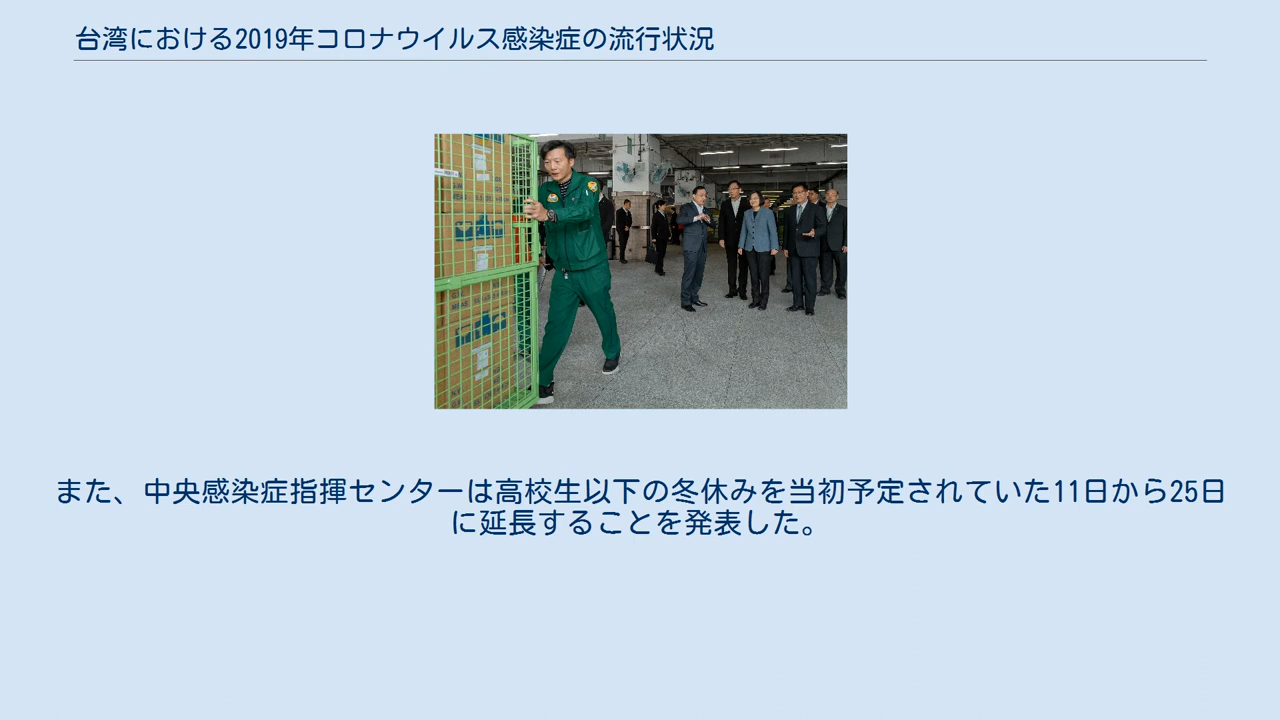 台湾における2019年コロナウイルス感染症の流行状況
また、中央感染症指揮センターは高校生以下の冬休みを当初予定されていた11日から25日
に延長することを発表した。